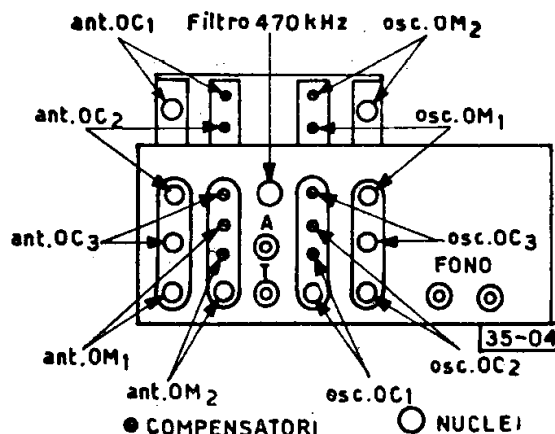 ant.OC1 Filtro 470 kHz osc.OM2
ant.OC2 osc.OM1
A
ant.OC3 osc.OC3
T FONO
35-04
ant.OM1 osc.OC2
ant.OM2 osc.OC1
COMPENSATORI NUCLEI